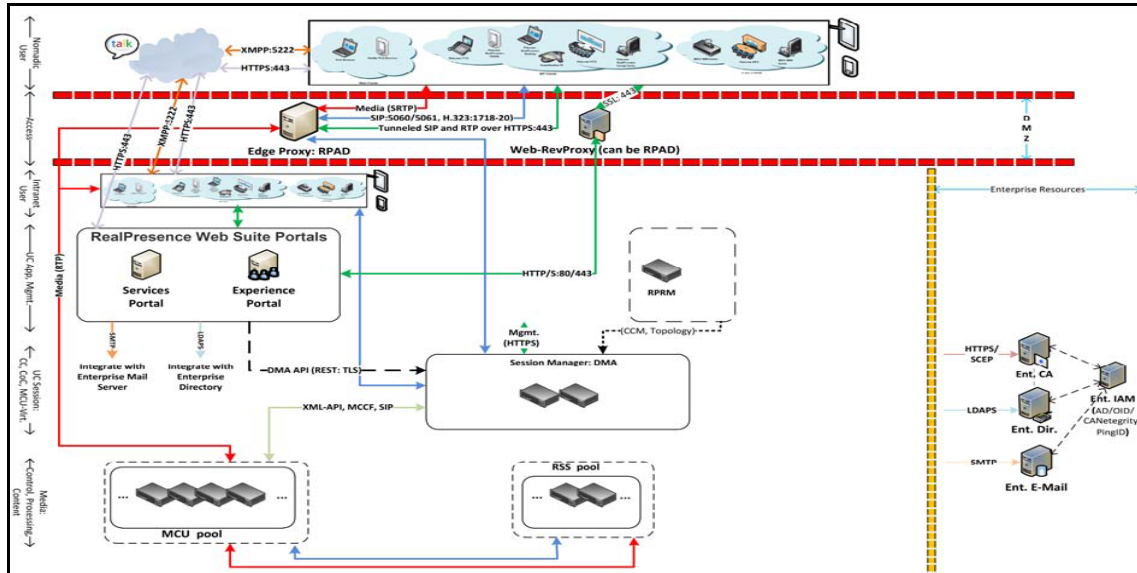 Nomadic
User
talk
XMPP:5222
HTTPS:443
SSL: 443
Access
HTTPS:443
XMPP:5222
HTTPS:443
Media (SRTP)
SIP:5060/5061, H.323:1718-20)
Tunneled SIP and RTP over HTTPS:443
Edge Proxy: RPAD
Web-RevProxy (can be RPAD)
DMZ
Intranet
User
Enterprise Resources
UC App, Mgmt.
Media (RTP)
RealPresence Web Suite Portals
Services
Portal
Experience
Portal
HTTP/S:80/443
RPRM
(CCM, Topology)
Mgmt.
(HTTPS)
SMTP
LDAPS
Integrate with
Enterprise Mail
Server
Integrate with
Enterprise
Directory
UC Session:
CC, CoC, MCU-Virt.
DMA API (REST: TLS)
Session Manager: DMA
XML-API, MCCF, SIP
HTTPS/
SCEP
Ent. CA
LDAPS
Ent. Dir.
Ent. IAM
(AD/OID/
CANetegrity
PingID)
SMTP
Ent. E-Mail
Media:
Control, Processing
Content
...
...
MCU pool
RSS pool
...
...